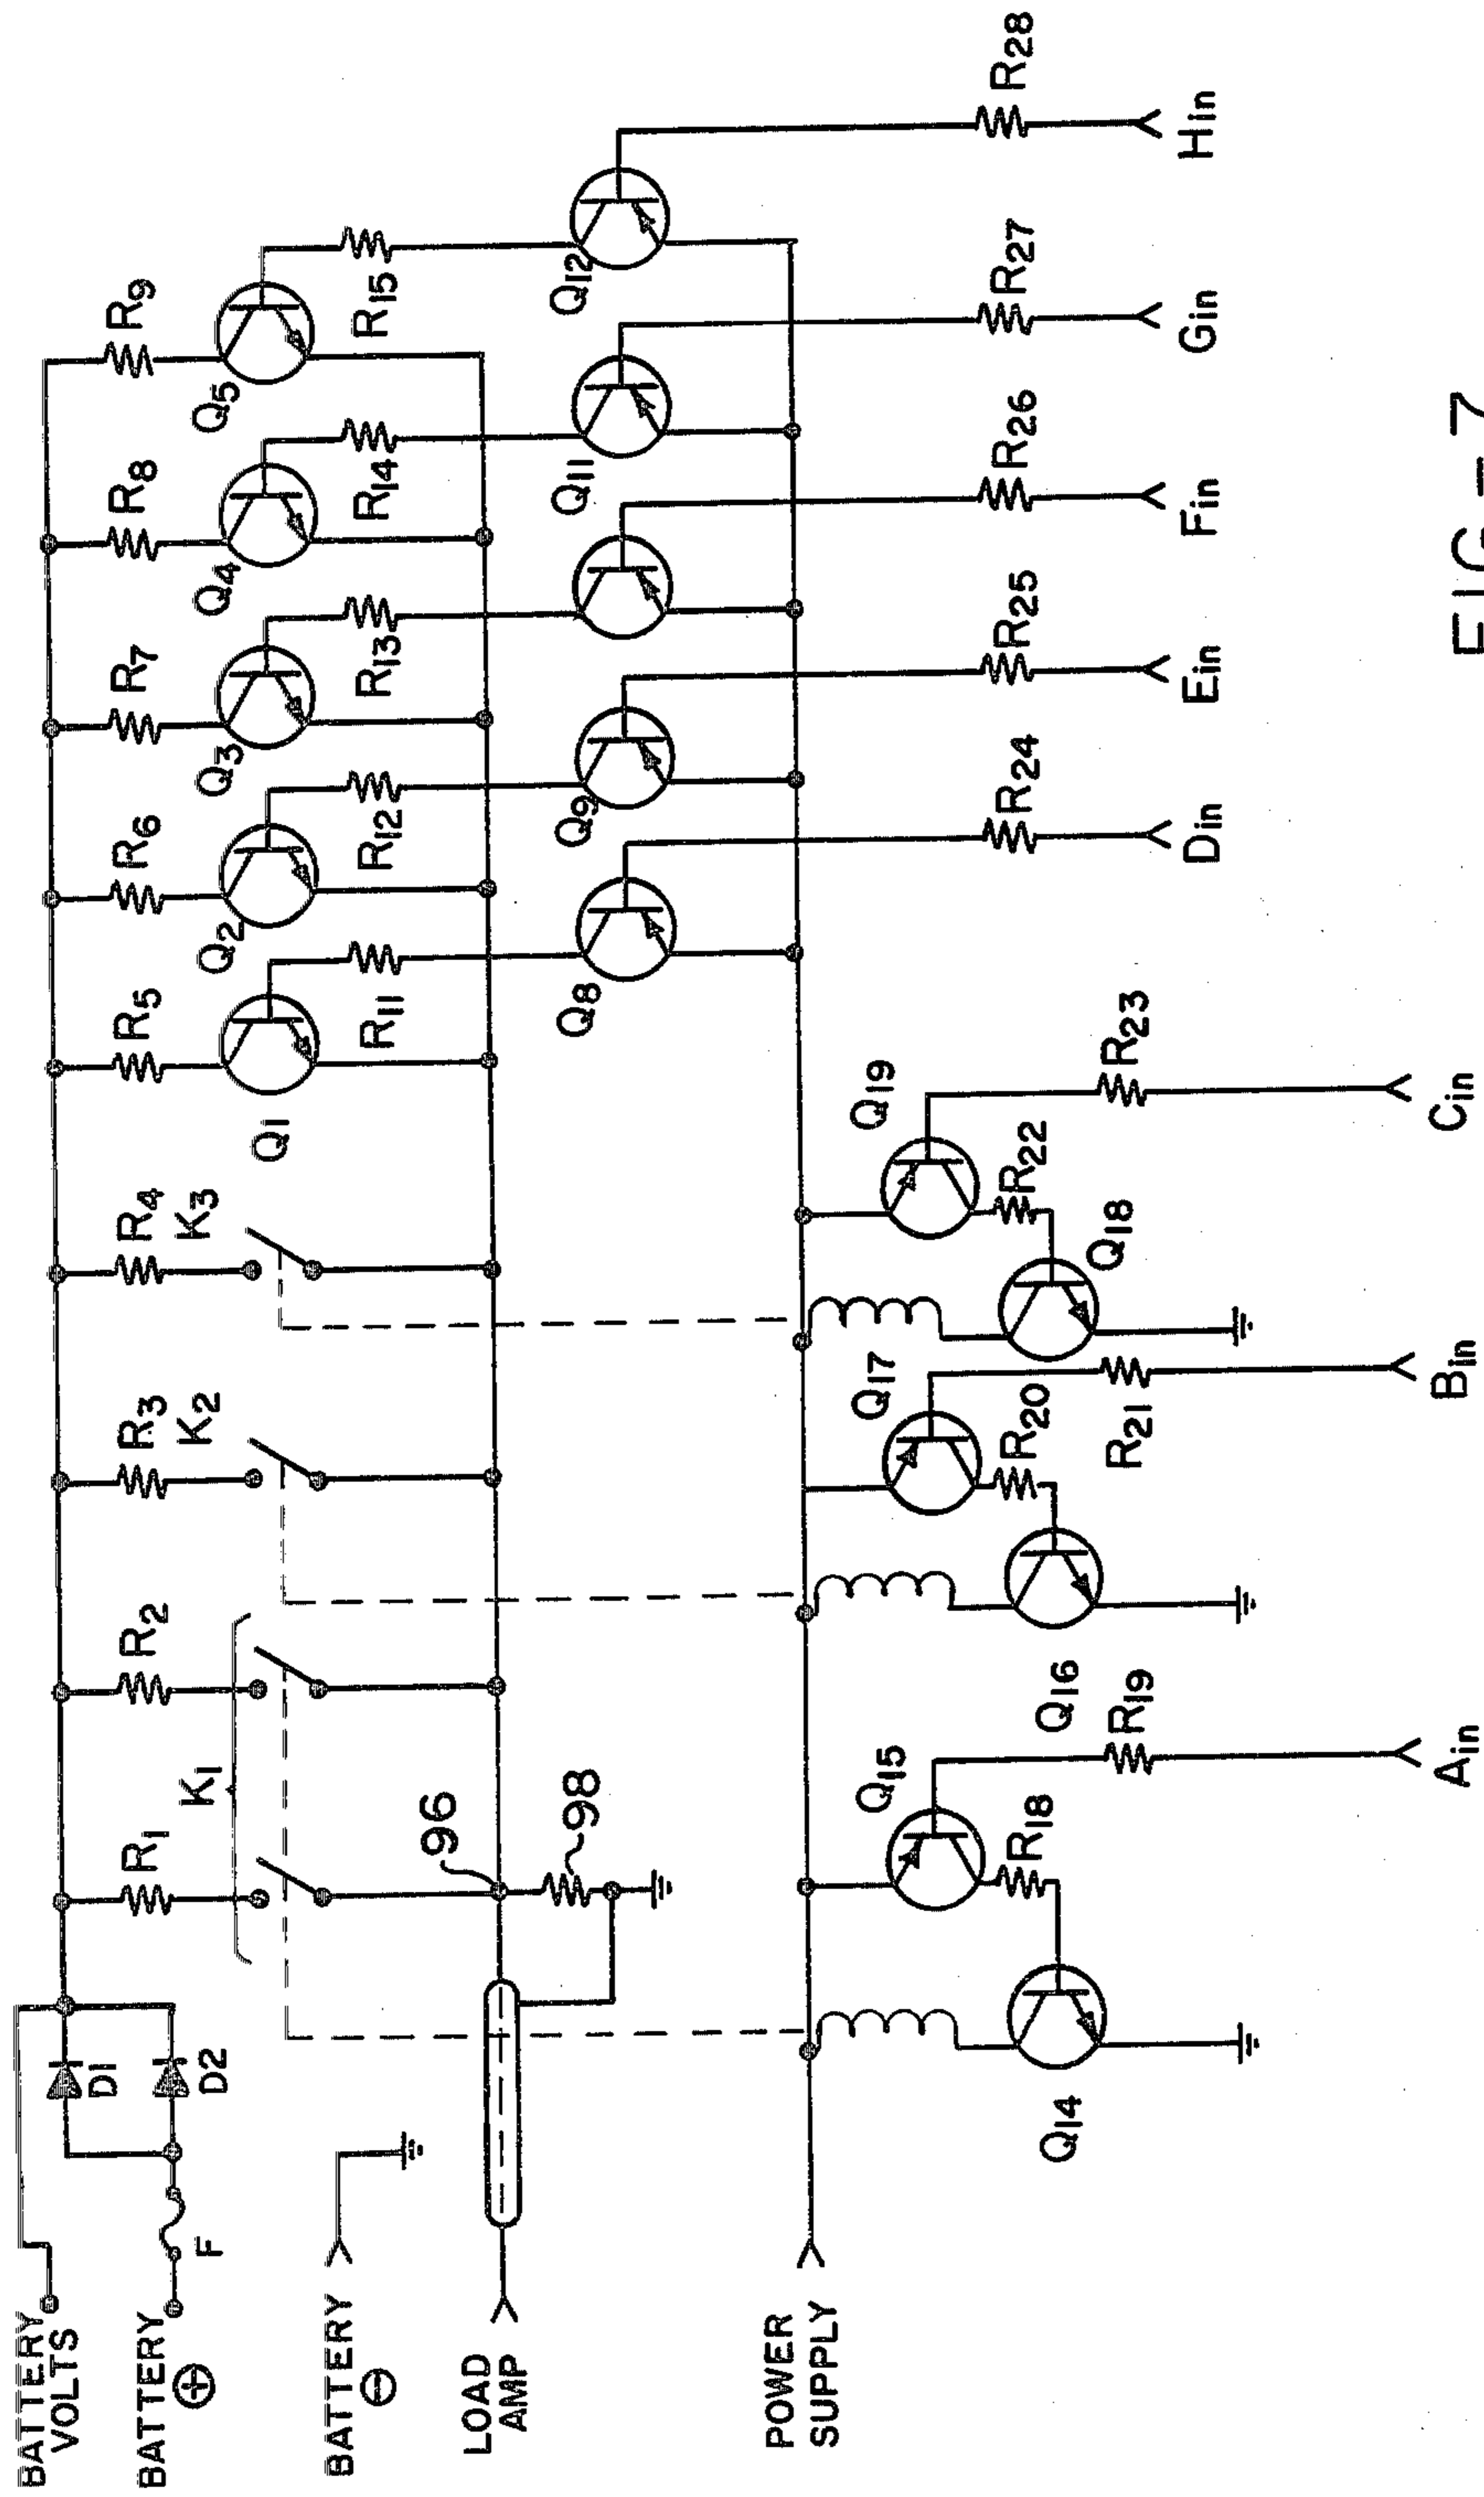 BATTERY
VOLTS
BATTERY
⊕
F
D1
D2
BATTERY
⊖
LOAD
AMP
POWER
SUPPLY
R1
R2
R3
R4
R5
R6
R7
R8
R9
K1
K2
K3
Q1
Q2
Q3
Q4
Q5
R11
R12
R13
R14
R15
96
98
Q8
Q9
Q11
Q12
Q14
Q15
R18
R19
Q16
Q17
R20
R21
Q18
Q19
R22
R23
R24
R25
R26
R27
R28
Ain
Bin
Cin
Din
Ein
Fin
Gin
Hin
FIG-7